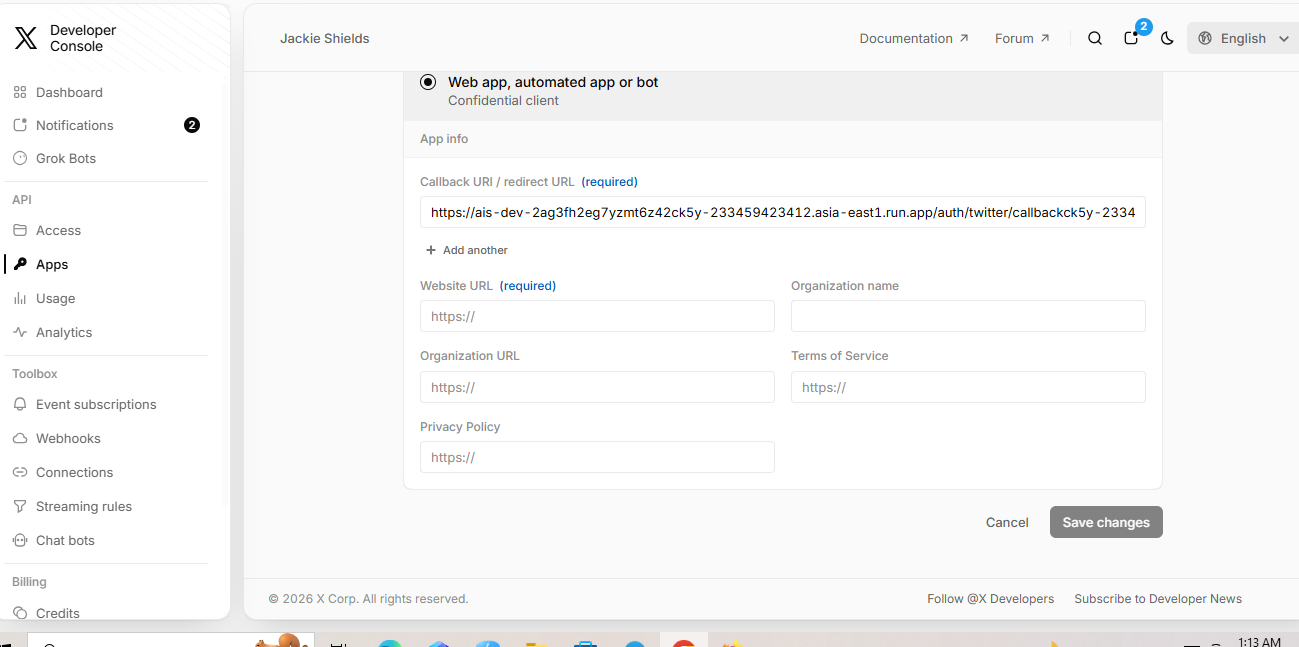 Developer
Console
Dashboard
Notifications 2
Grok Bots
API
Access
Apps
Usage
Analytics
Toolbox
Event subscriptions
Webhooks
Connections
Streaming rules
Chat bots
Billing
Credits
Jackie Shields
Documentation ↗ Forum ↗ 2 English
Web app, automated app or bot
Confidential client
App info
Callback URI / redirect URL (required)
https://ais-dev-2ag3fh2eg7yzmt6z42ck5y-233459423412.asia-east1.run.app/auth/twitter/callbackck5y-2334
+ Add another
Website URL (required) Organization name
https://
Organization URL Terms of Service
https:// https://
Privacy Policy
https://
Cancel Save changes
© 2026 X Corp. All rights reserved. Follow @X Developers Subscribe to Developer News
1:13 AM